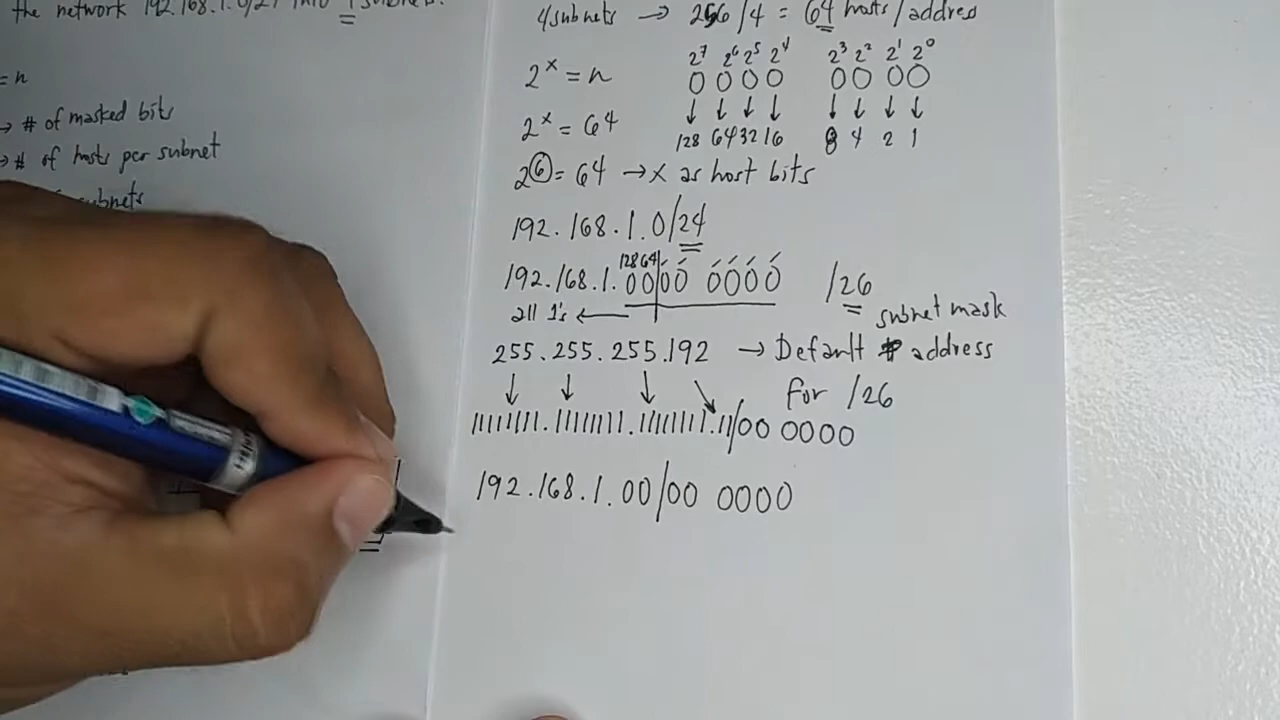 the network 192.168.1.0/24 into 4 subnets.
= n
→ # of masked bits
→ # of hosts per subnet
subnets
4 subnets → 256/4 = 64 hosts/address
2^7 2^6 2^5 2^4 2^3 2^2 2^1 2^0
2^x = n 0 0 0 0 0 0 0 0
2^x = 64 ↓ ↓ ↓ ↓ ↓ ↓ ↓ ↓
128 64 32 16 8 4 2 1
2^6 = 64 → x as host bits
192.168.1.0/24
128 64
192.168.1.00|00 0000 /26
all 1's ← subnet mask
255.255.255.192 → Default address
for /26
11111111.11111111.11111111.11/00 0000
192.168.1.00/00 0000